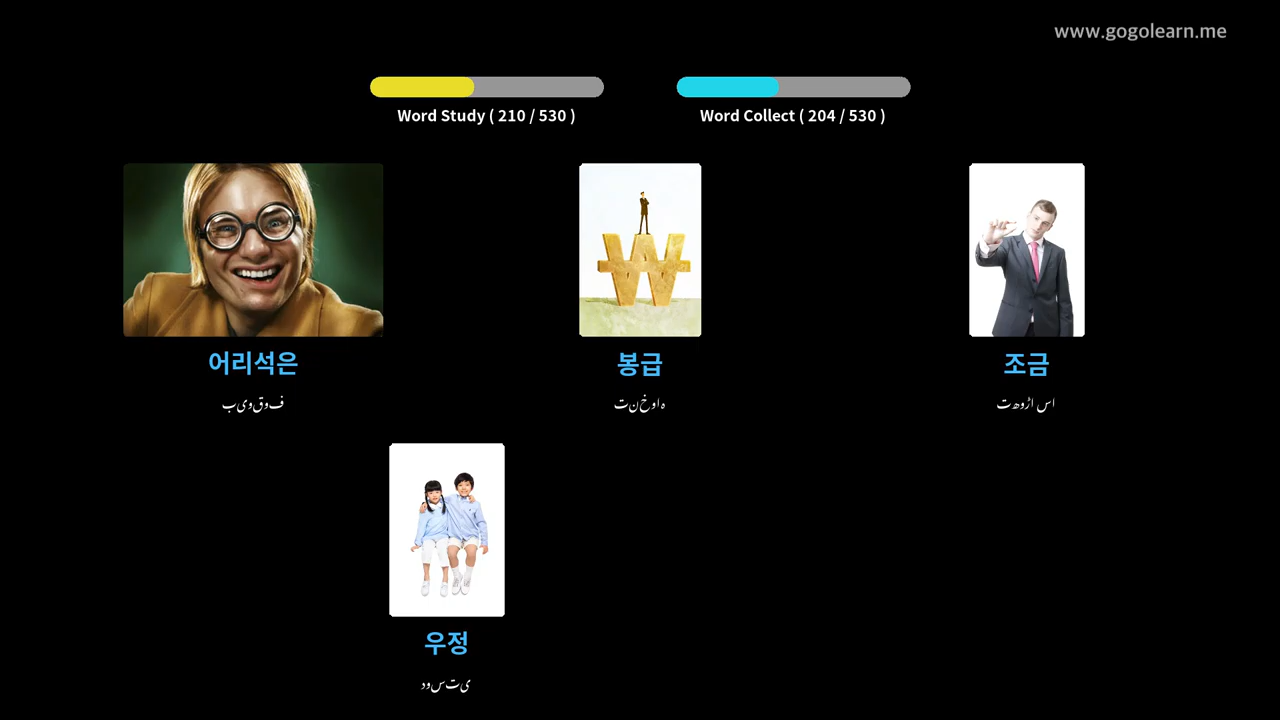 www.gogolearn.me
Word Study ( 210 / 530 )
Word Collect ( 204 / 530 )
어리석은
بیوقوف
봉급
تنخواہ
조금
تھوڑا سا
우정
دوستی